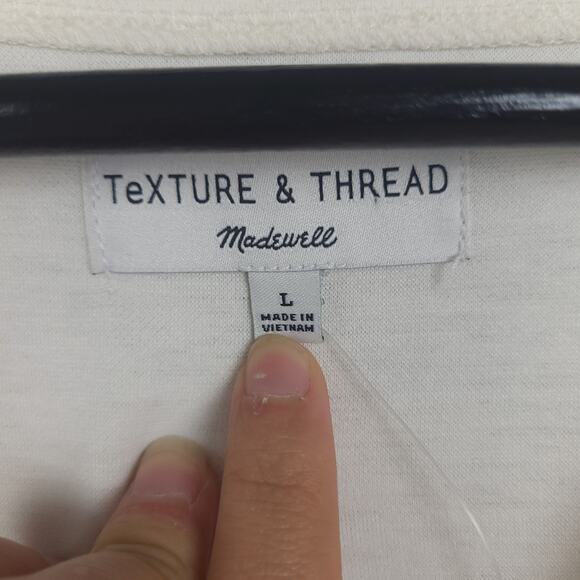 TeXTURE & THREAD
Madewell
L
MADE IN
VIETNAM